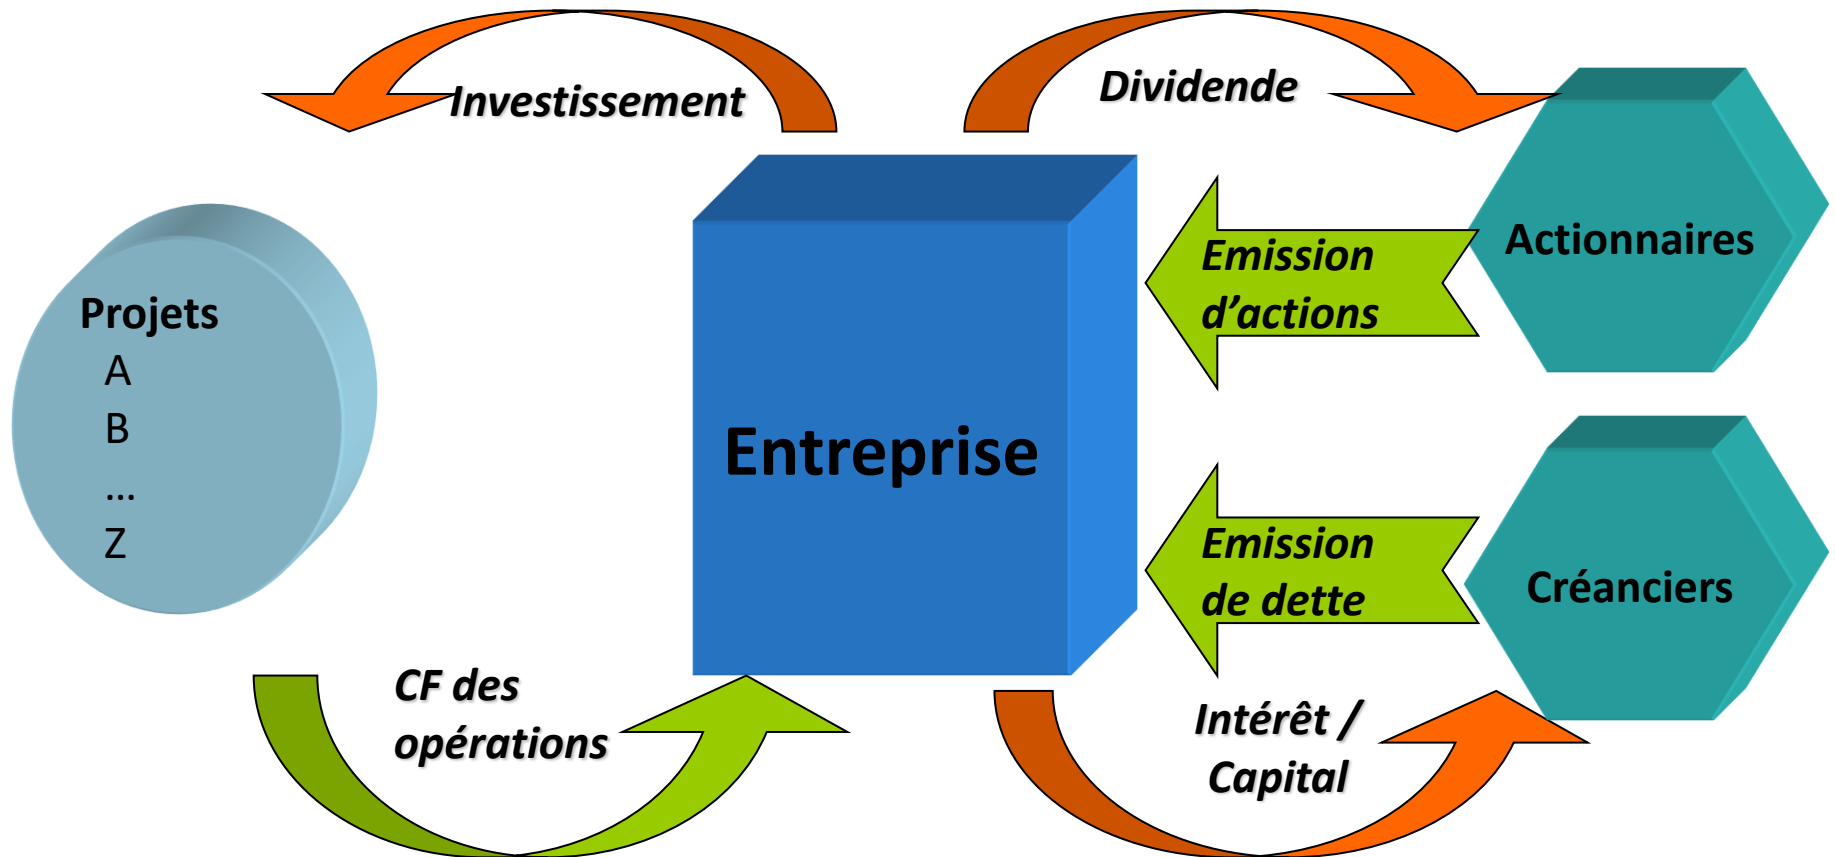 Investissement
Dividende
Projets
A
B
...
Z
Entreprise
Emission
d’actions
Actionnaires
Emission
de dette
Créanciers
CF des
opérations
Intérêt /
Capital